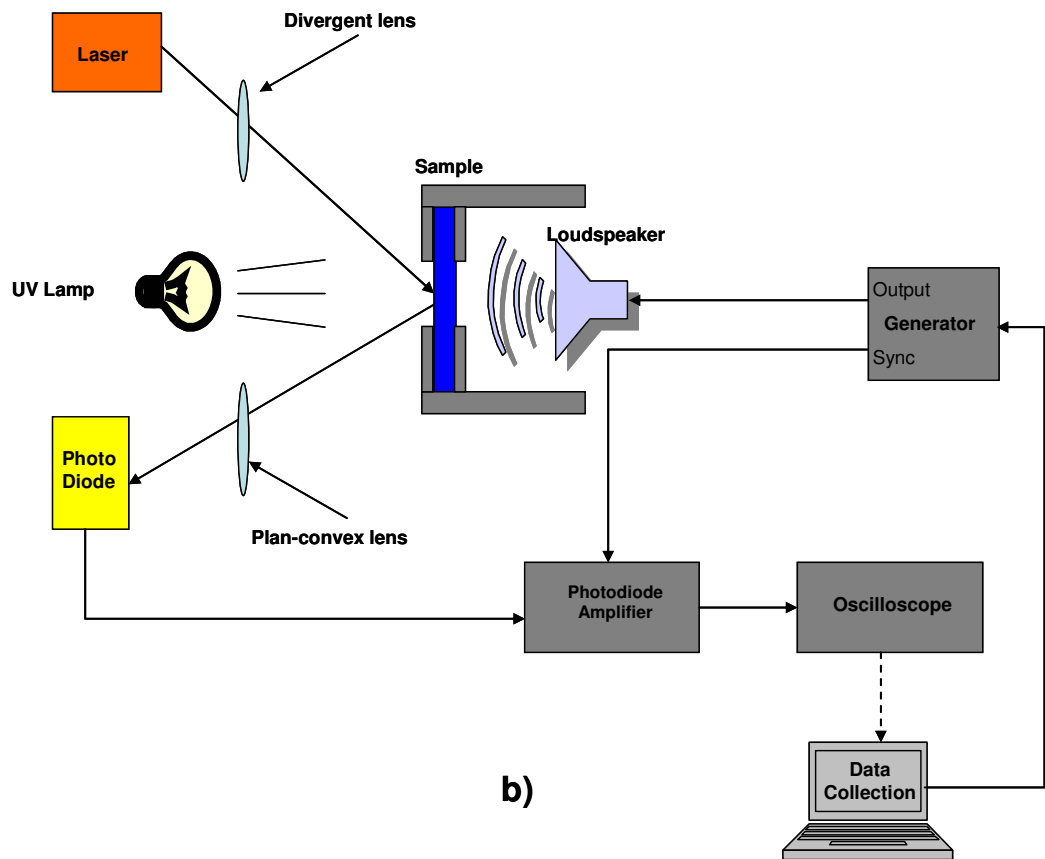 Divergent lens
Laser
Sample
Loudspeaker
UV Lamp
Output
Generator
Sync
Photo
Diode
Plan-convex lens
Photodiode
Amplifier
Oscilloscope
Data
Collection
b)